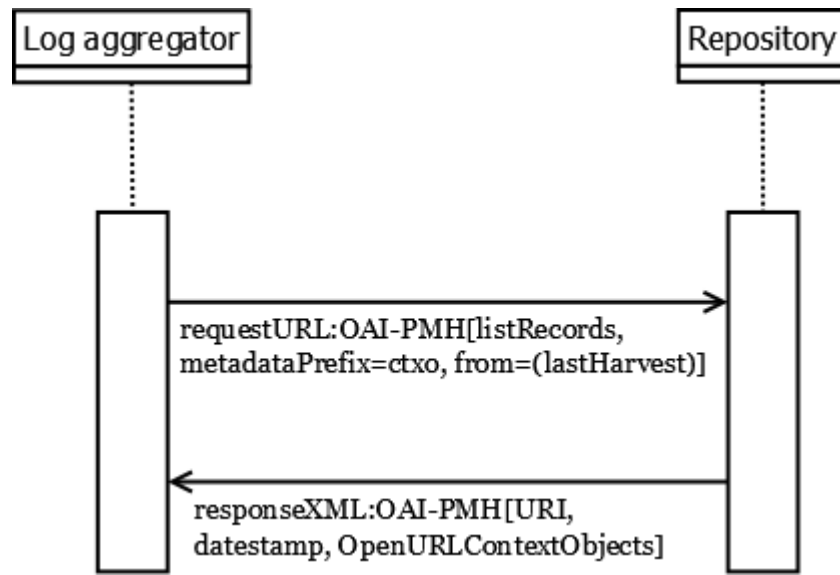 Log aggregator
Repository
requestURL:OAI-PMH[listRecords,
metadataPrefix=ctxo, from=(lastHarvest)]
responseXML:OAI-PMH[URI,
datestamp, OpenURLContextObjects]